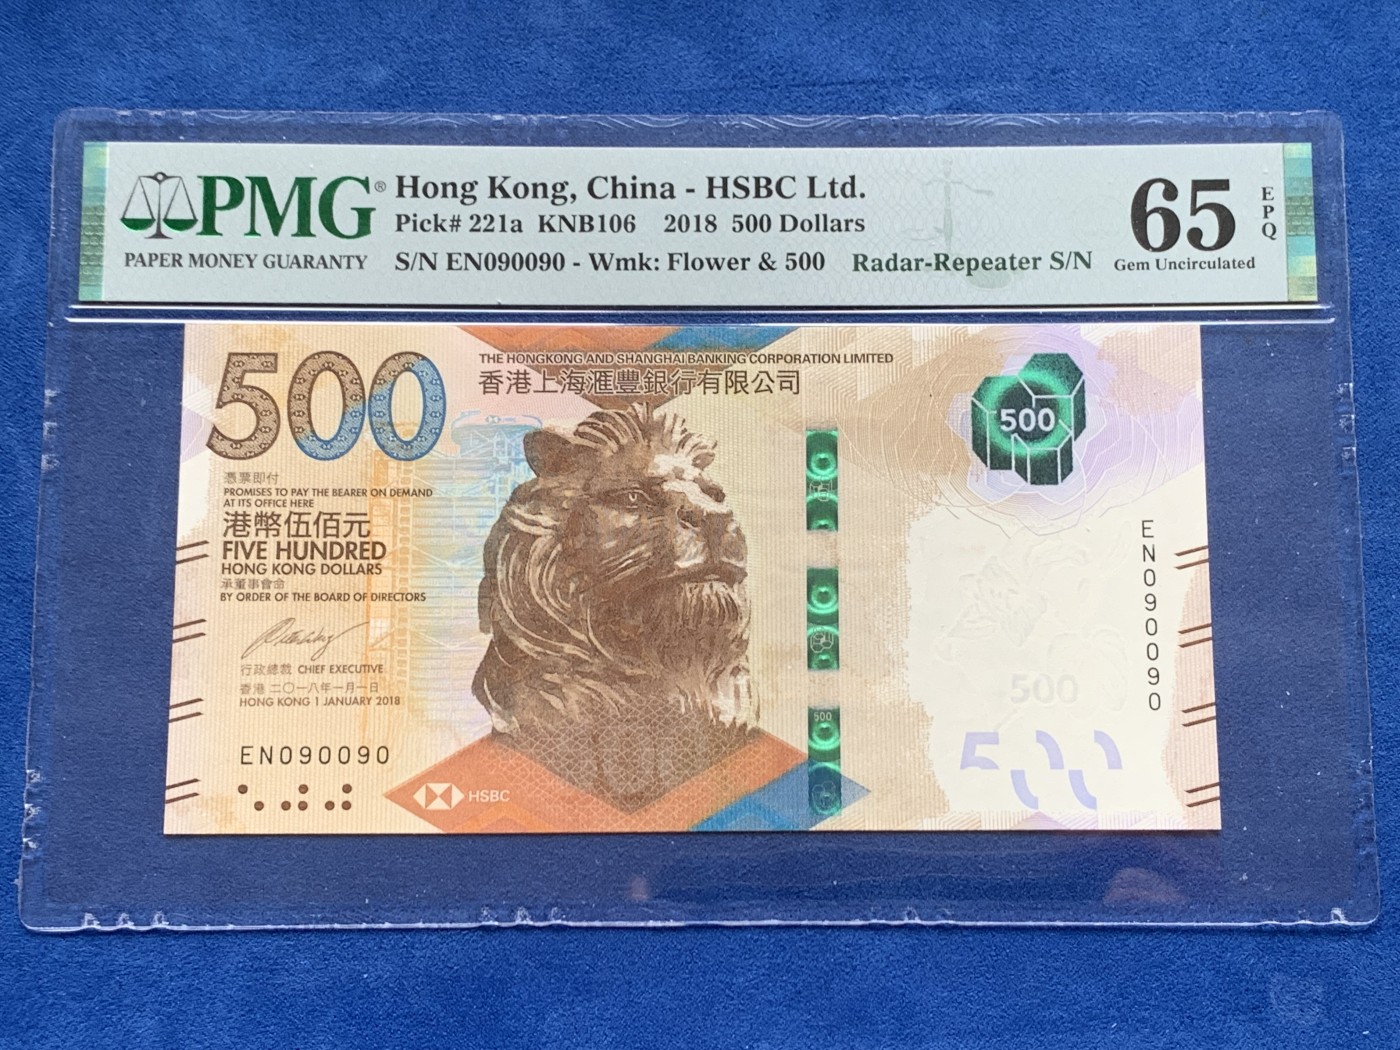 PMG®
PAPER MONEY GUARANTY
Hong Kong, China - HSBC Ltd.
Pick# 221a KNB106 2018 500 Dollars
S/N EN090090 - Wmk: Flower & 500
Radar-Repeater S/N
65
EPQ
Gem Uncirculated
500
THE HONGKONG AND SHANGHAI BANKING CORPORATION LIMITED
香港上海滙豐銀行有限公司
500
憑票即付
PROMISES TO PAY THE BEARER ON DEMAND
AT ITS OFFICE HERE
港幣伍佰元
FIVE HUNDRED
HONG KONG DOLLARS
承董事會命
BY ORDER OF THE BOARD OF DIRECTORS
行政總裁 CHIEF EXECUTIVE
香港 二〇一八年一月一日
HONG KONG 1 JANUARY 2018
EN090090
HSBC
500
EN090090
500
500